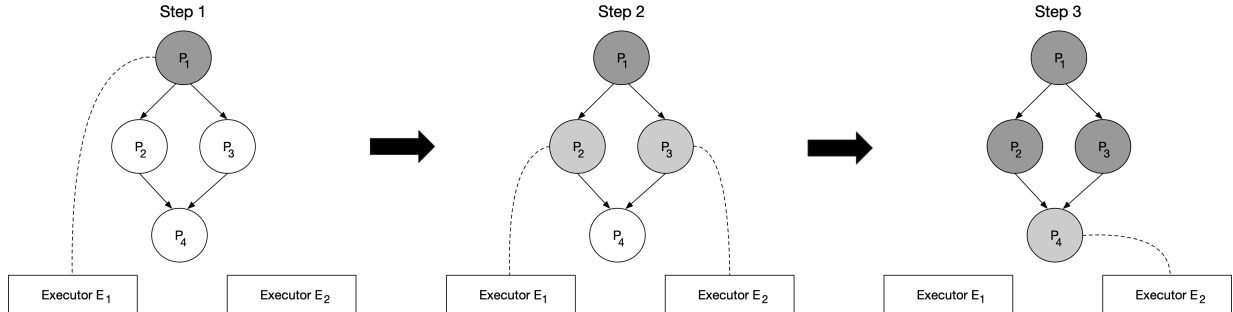 Step 1
P1
P2
P3
P4
Executor E1
Executor E2
Step 2
P1
P2
P3
P4
Executor E1
Executor E2
Step 3
P1
P2
P3
P4
Executor E1
Executor E2